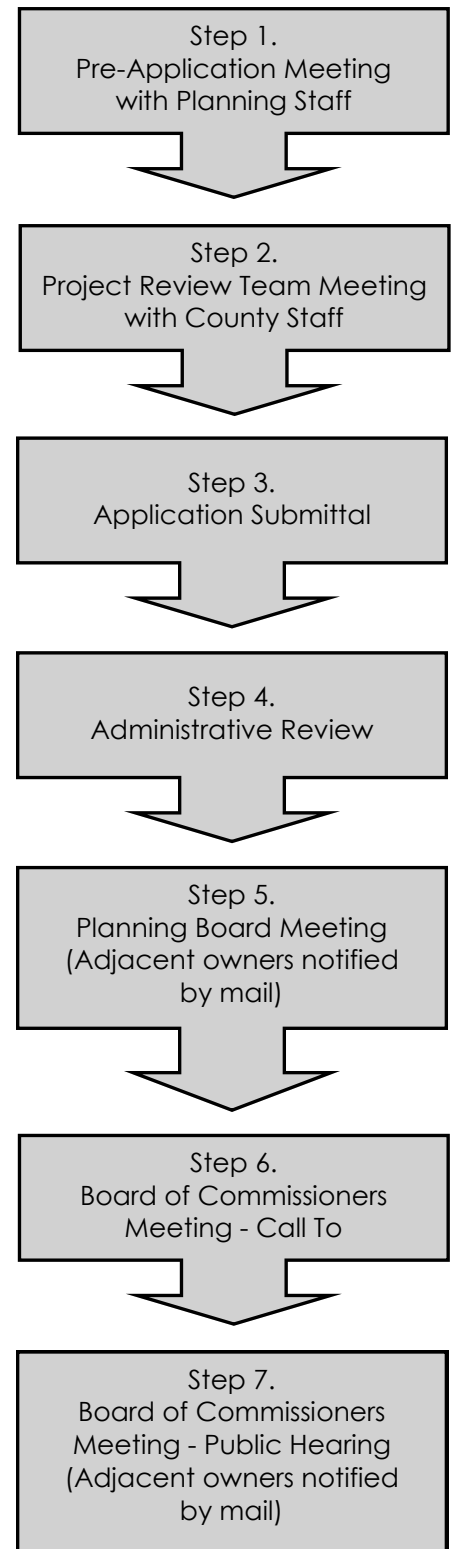 Step 1.
Pre-Application Meeting
with Planning Staff
Step 2.
Project Review Team Meeting
with County Staff
Step 3.
Application Submittal
Step 4.
Administrative Review
Step 5.
Planning Board Meeting
(Adjacent owners notified
by mail)
Step 6.
Board of Commissioners
Meeting - Call To
Step 7.
Board of Commissioners
Meeting - Public Hearing
(Adjacent owners notified
by mail)